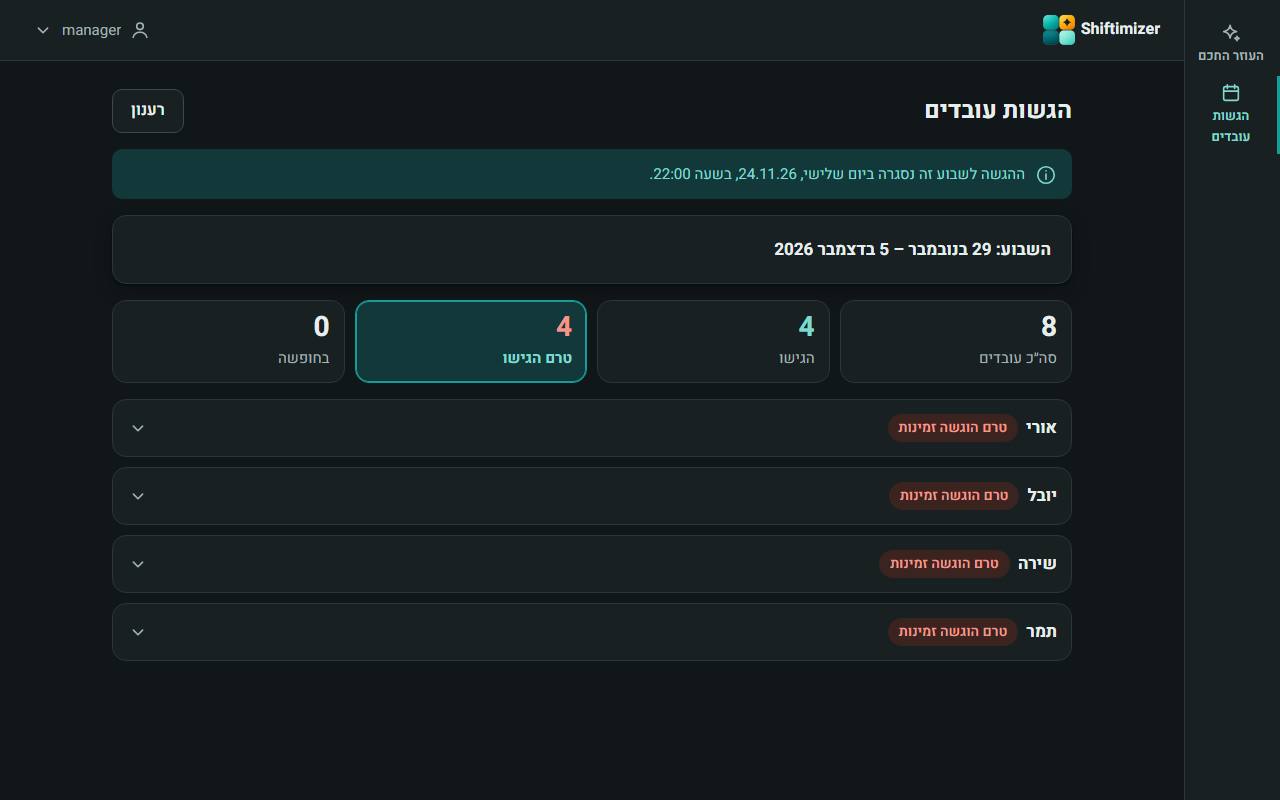 Shiftimizer
manager
העוזר החכם
הגשות
עובדים
הגשות עובדים
רענון
ההגשה לשבוע זה נסגרה ביום שלישי, 24.11.26, בשעה 22:00.
השבוע: 29 בנובמבר – 5 בדצמבר 2026
8
סה״כ עובדים
4
הגישו
4
טרם הגישו
0
בחופשה
אורי טרם הוגשה זמינות
יובל טרם הוגשה זמינות
שירה טרם הוגשה זמינות
תמר טרם הוגשה זמינות